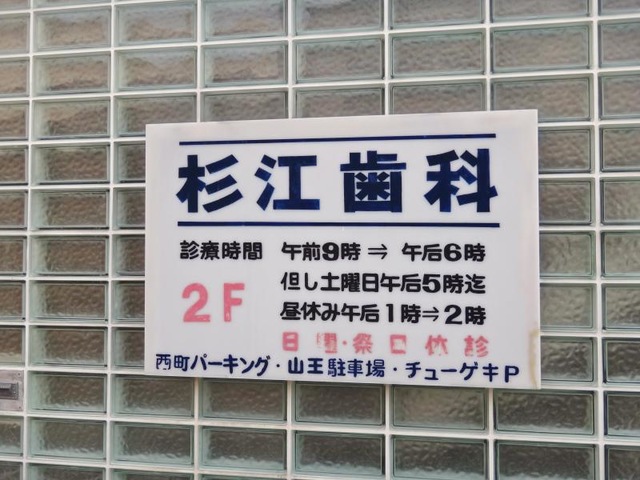 杉江歯科
診療時間 午前9時⇒午后6時
但し土曜日午后5時迄
2F
昼休み午后1時⇒2時
日曜・祭日休診
西町パーキング・山王駐車場・チューゲキP